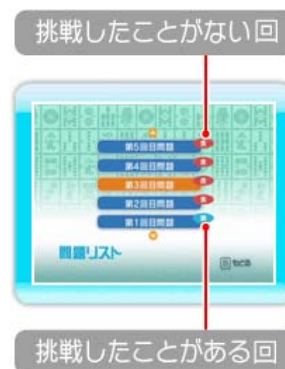 挑戦したことがない回
第5回目問題
第4回目問題
第3回目問題
第2回目問題
第1回目問題
問題リスト
もどる
挑戦したことがある回